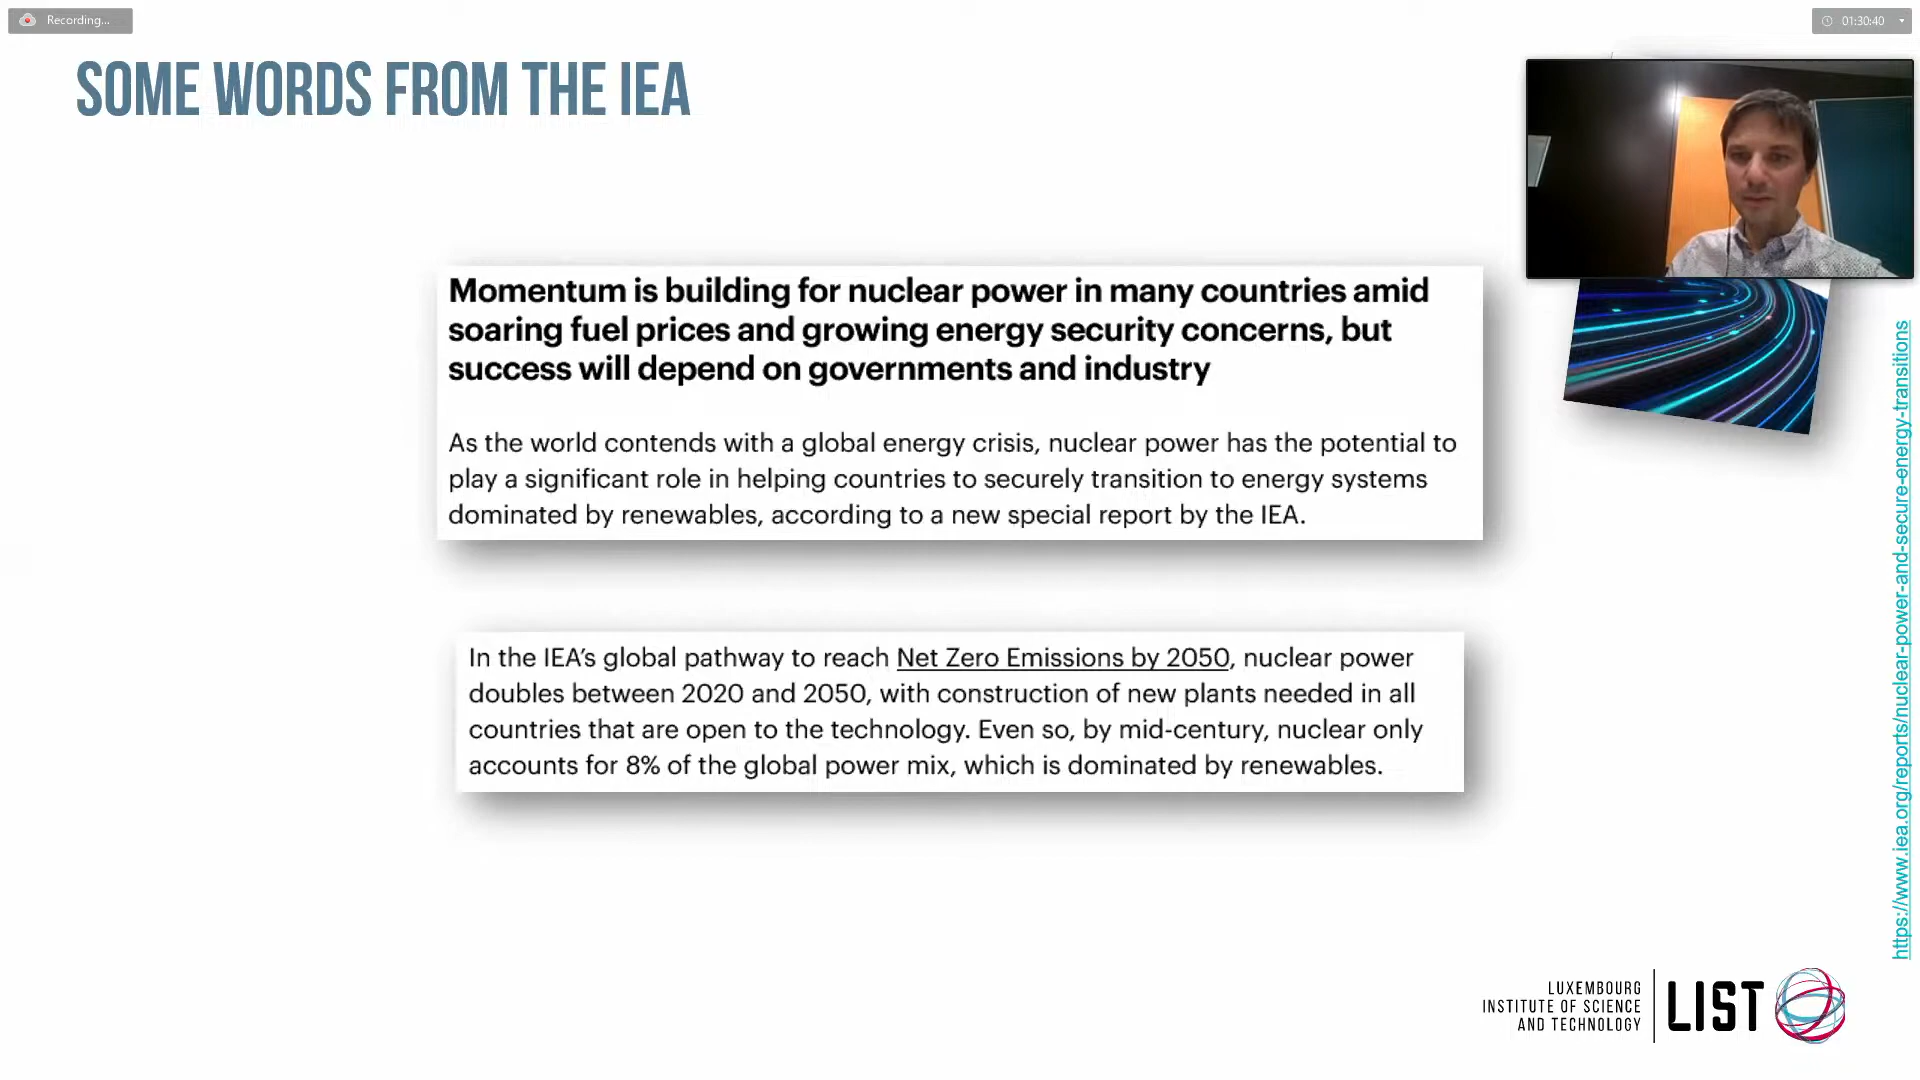 Recording...
01:30:40
SOME WORDS FROM THE IEA
Momentum is building for nuclear power in many countries amid
soaring fuel prices and growing energy security concerns, but
success will depend on governments and industry
As the world contends with a global energy crisis, nuclear power has the potential to
play a significant role in helping countries to securely transition to energy systems
dominated by renewables, according to a new special report by the IEA.
In the IEA’s global pathway to reach Net Zero Emissions by 2050, nuclear power
doubles between 2020 and 2050, with construction of new plants needed in all
countries that are open to the technology. Even so, by mid-century, nuclear only
accounts for 8% of the global power mix, which is dominated by renewables.
https://www.iea.org/reports/nuclear-power-and-secure-energy-transitions
LUXEMBOURG
INSTITUTE OF SCIENCE
AND TECHNOLOGY
LIST